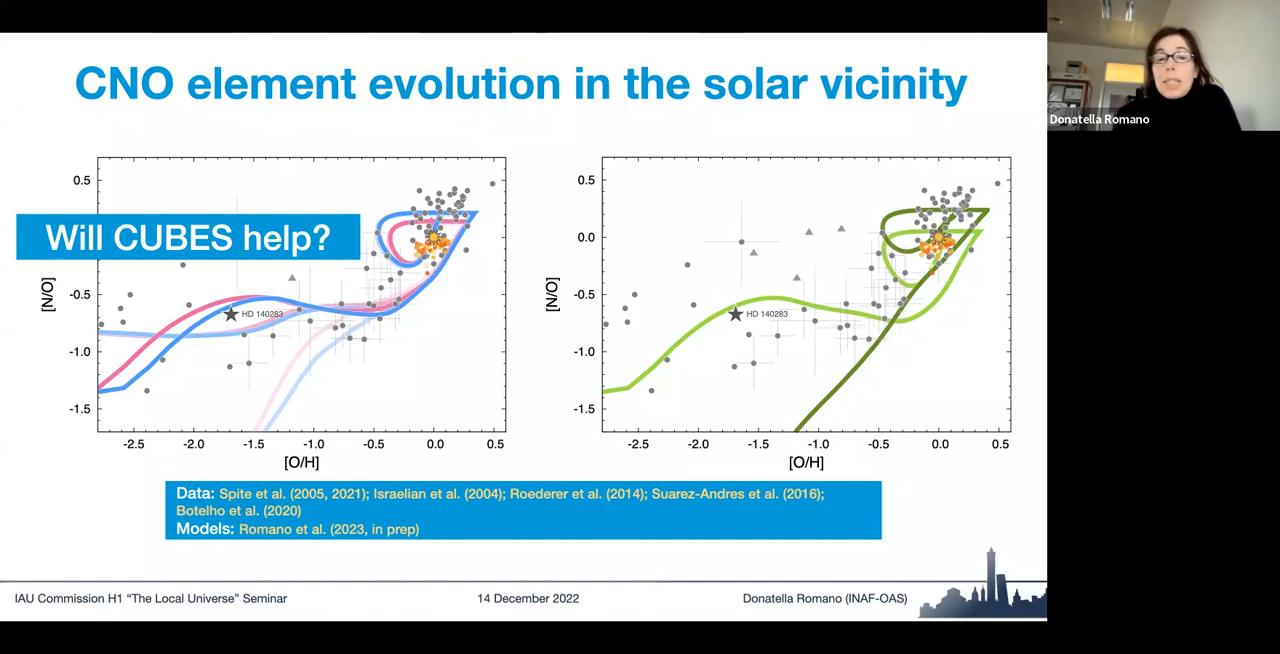 CNO element evolution in the solar vicinity
Donatella Romano
Will CUBES help?
0.5
-0.5
-1.0
-1.5
[N/O]
HD 140283
-2.5
-2.0
-1.5
-1.0
-0.5
0.0
0.5
[O/H]
0.5
0.0
-0.5
-1.0
-1.5
[N/O]
HD 140283
-2.5
-2.0
-1.5
-1.0
-0.5
0.0
0.5
[O/H]
Data: Spite et al. (2005, 2021); Israelian et al. (2004); Roederer et al. (2014); Suarez-Andres et al. (2016);
Botelho et al. (2020)
Models: Romano et al. (2023, in prep)
IAU Commission H1 “The Local Universe” Seminar
14 December 2022
Donatella Romano (INAF-OAS)